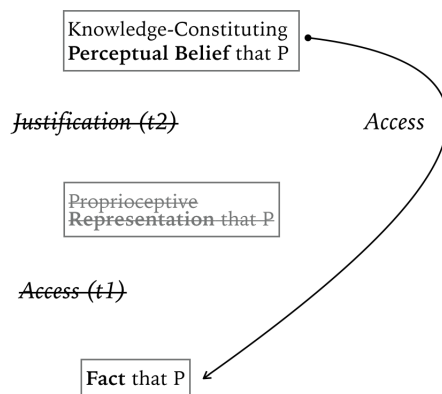 Knowledge-Constituting
Perceptual Belief that P
Justification (t2)
Access
Proprioceptive
Representation that P
Access (t1)
Fact that P